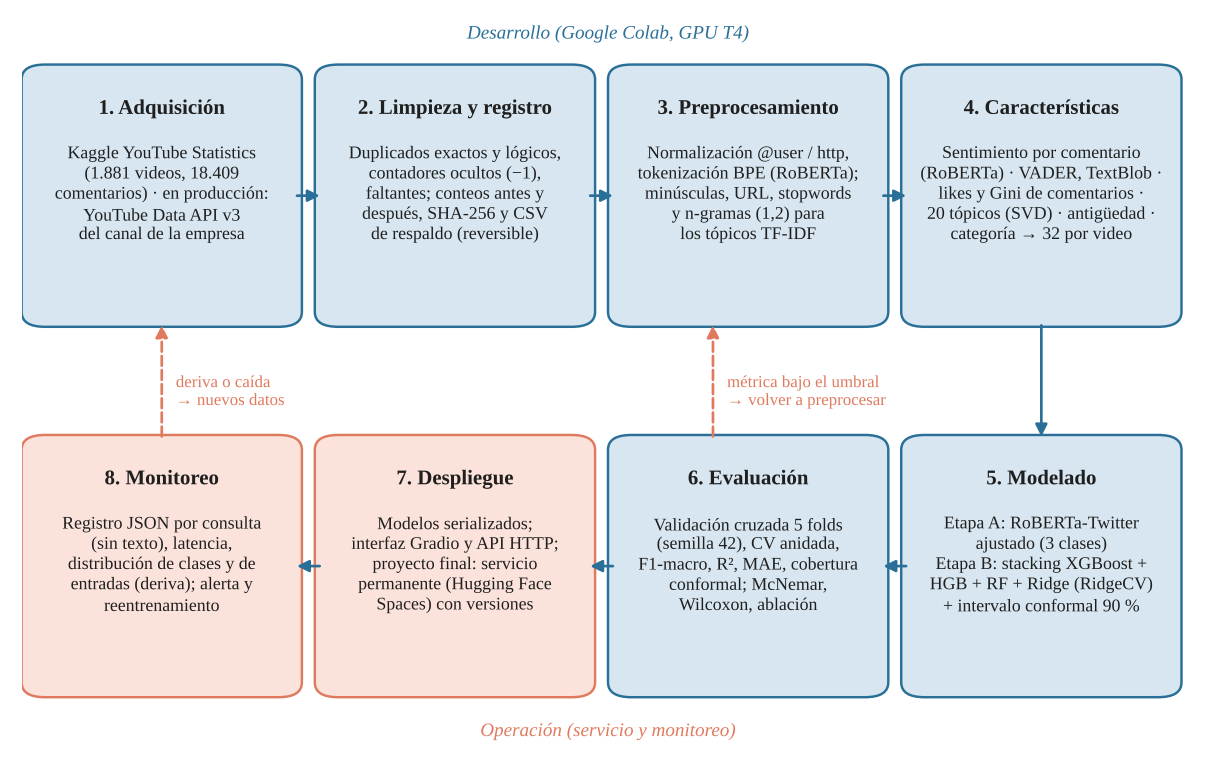 Desarrollo (Google Colab, GPU T4)
1. Adquisición
Kaggle YouTube Statistics
(1.881 videos, 18.409
comentarios) · en producción:
YouTube Data API v3
del canal de la empresa
2. Limpieza y registro
Duplicados exactos y lógicos,
contadores ocultos (−1),
faltantes; conteos antes y
después, SHA-256 y CSV
de respaldo (reversible)
3. Preprocesamiento
Normalización @user / http,
tokenización BPE (RoBERTa);
minúsculas, URL, stopwords
y n-gramas (1,2) para
los tópicos TF-IDF
4. Características
Sentimiento por comentario
(RoBERTa) · VADER, TextBlob ·
likes y Gini de comentarios ·
20 tópicos (SVD) · antigüedad ·
categoría → 32 por video
deriva o caída
→ nuevos datos
métrica bajo el umbral
→ volver a preprocesar
8. Monitoreo
Registro JSON por consulta
(sin texto), latencia,
distribución de clases y de
entradas (deriva); alerta y
reentrenamiento
7. Despliegue
Modelos serializados;
interfaz Gradio y API HTTP;
proyecto final: servicio
permanente (Hugging Face
Spaces) con versiones
6. Evaluación
Validación cruzada 5 folds
(semilla 42), CV anidada,
F1-macro, R², MAE, cobertura
conformal; McNemar,
Wilcoxon, ablación
5. Modelado
Etapa A: RoBERTa-Twitter
ajustado (3 clases)
Etapa B: stacking XGBoost +
HGB + RF + Ridge (RidgeCV)
+ intervalo conformal 90 %
Operación (servicio y monitoreo)